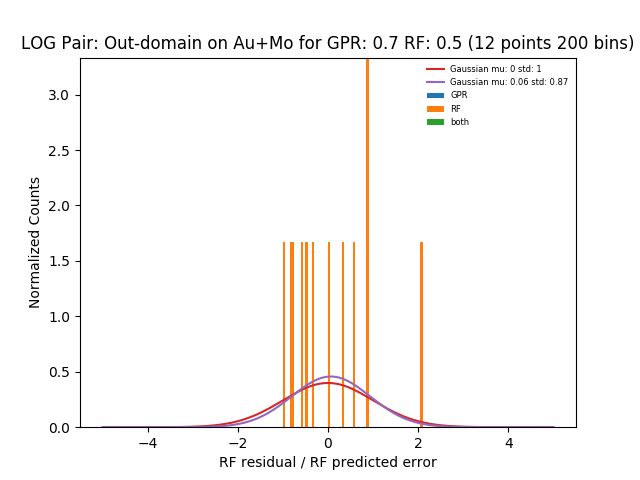 LOG Pair: Out-domain on Au+Mo for GPR: 0.7 RF: 0.5 (12 points 200 bins)
Gaussian mu: 0 std: 1
Gaussian mu: 0.06 std: 0.87
GPR
RF
both
Normalized Counts
3.0
2.5
2.0
1.5
1.0
0.5
0.0
−4 −2 0 2 4
RF residual / RF predicted error